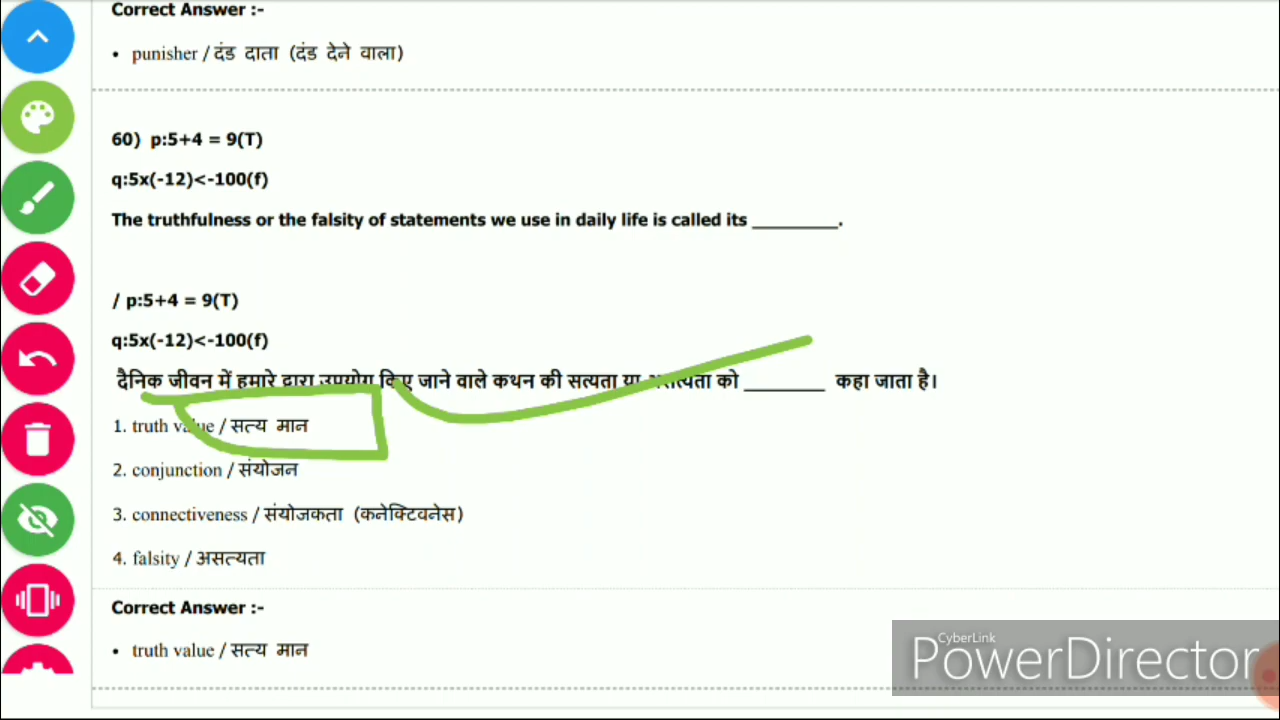 Correct Answer :-
• punisher / दंड दाता (दंड देने वाला)
60) p:5+4 = 9(T)
q:5x(-12)<-100(f)
The truthfulness or the falsity of statements we use in daily life is called its _________.
/ p:5+4 = 9(T)
q:5x(-12)<-100(f)
दैनिक जीवन में हमारे द्वारा उपयोग किए जाने वाले कथन की सत्यता या असत्यता को ________ कहा जाता है।
1. truth value / सत्य मान
2. conjunction / संयोजन
3. connectiveness / संयोजकता (कनेक्टिवनेस)
4. falsity / असत्यता
Correct Answer :-
• truth value / सत्य मान
CyberLink
PowerDirector